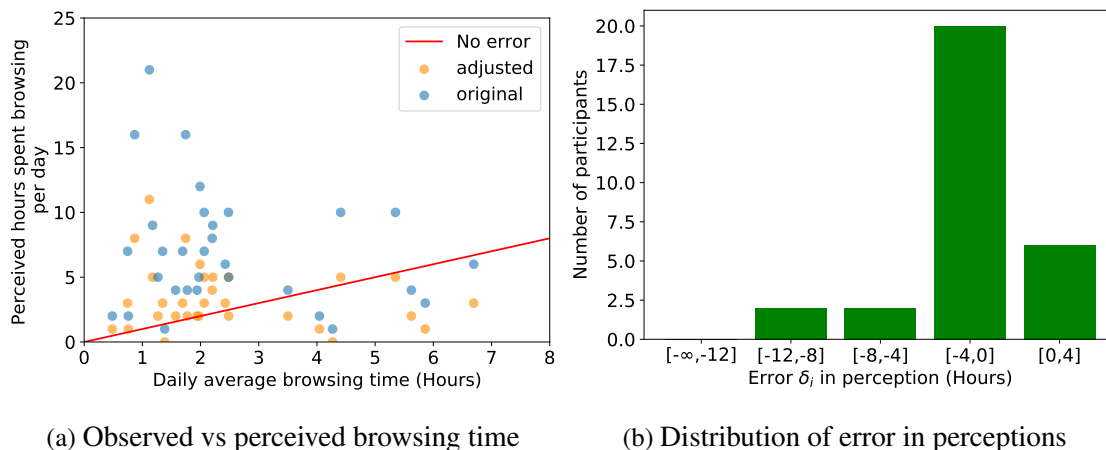 25
20
15
10
5
0
Perceived hours spent browsing
per day
No error
adjusted
original
0 1 2 3 4 5 6 7 8
Daily average browsing time (Hours)
(a) Observed vs perceived browsing time
20.0
17.5
15.0
12.5
10.0
7.5
5.0
2.5
0.0
Number of participants
[-∞,-12] [-12,-8] [-8,-4] [-4,0] [0,4]
Error δi in perception (Hours)
(b) Distribution of error in perceptions